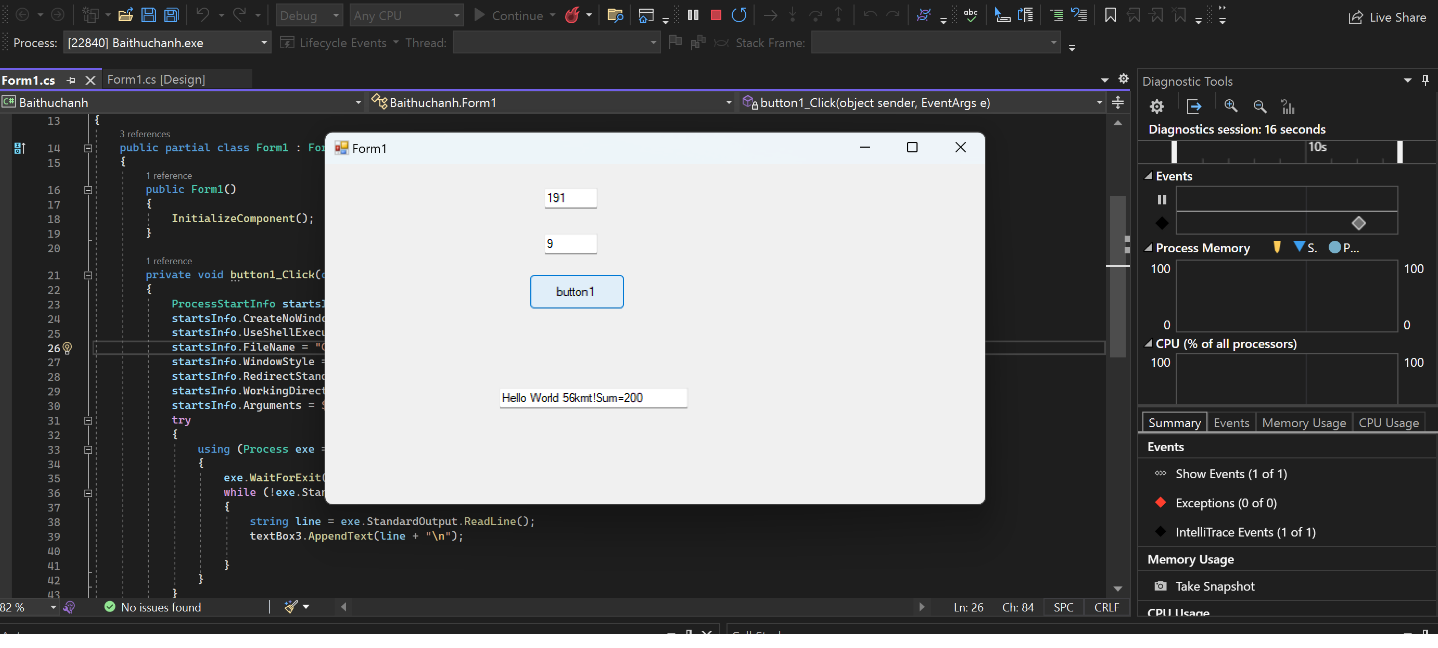 Debug
Any CPU
Continue
abc
Live Share
Process:
[22840] Baithuchanh.exe
Lifecycle Events
Thread:
Stack Frame:
Form1.cs
Form1.cs [Design]
C# Baithuchanh
Baithuchanh.Form1
button1_Click(object sender, EventArgs e)
13 {
3 references
14 public partial class Form1 :
15 {
1 reference
16 public Form1()
17 {
18 InitializeComponent();
19 }
20
1 reference
21 private void button1_Click(
22 {
23 ProcessStartInfo
24 startsInfo.
25 startsInfo.
26 startsInfo.FileName = "
27 startsInfo.WindowStyle =
28 startsInfo.
29 startsInfo.
30 startsInfo.Arguments =
31 try
32 {
33 using (Process exe =
34 {
35 exe.WaitForExit(
36 while (!exe.
37 {
38 string line = exe.StandardOutput.ReadLine();
39 textBox3.AppendText(line + "\n");
40
41 }
42 }
43 }
Form1
191
9
button1
Hello World 56kmt!Sum=200
82 %
No issues found
Ln: 26
Ch: 84
SPC
CRLF
Diagnostic Tools
Diagnostics session: 16 seconds
10s
Events
Process Memory
S.
P...
100
100
0
0
CPU (% of all processors)
100
100
Summary
Events
Memory Usage
CPU Usage
Events
Show Events (1 of 1)
Exceptions (0 of 0)
IntelliTrace Events (1 of 1)
Memory Usage
Take Snapshot
CPU Usage